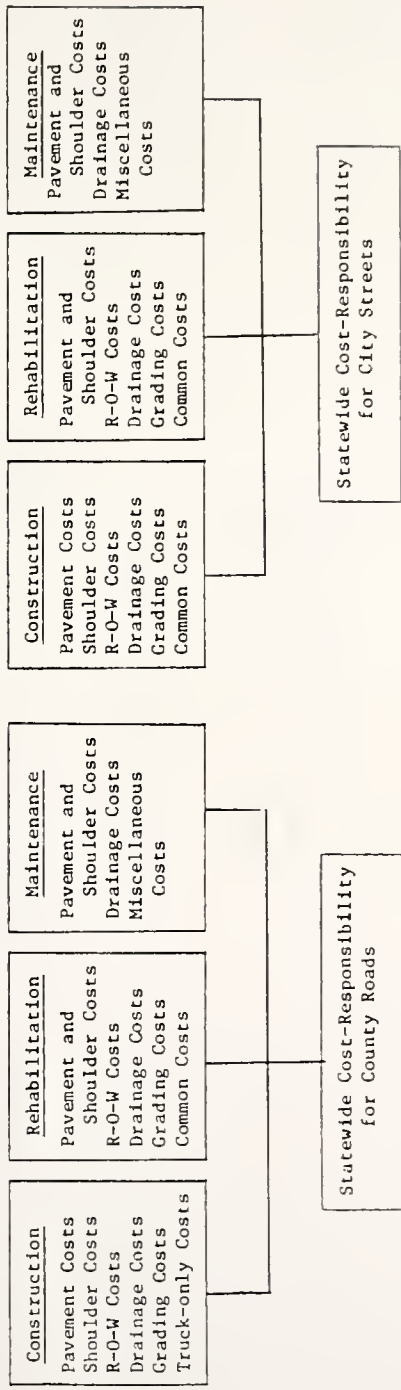 Construction
Pavement Costs
Shoulder Costs
R-O-W Costs
Drainage Costs
Grading Costs
Truck-only Costs
Rehabilitation
Pavement and
Shoulder Costs
R-O-W Costs
Drainage Costs
Grading Costs
Common Costs
Maintenance
Pavement and
Shoulder Costs
Drainage Costs
Miscellaneous
Costs
Statewide Cost-Responsibility
for County Roads
Construction
Pavement Costs
Shoulder Costs
R-O-W Costs
Drainage Costs
Grading Costs
Common Costs
Rehabilitation
Pavement and
Shoulder Costs
R-O-W Costs
Drainage Costs
Grading Costs
Common Costs
Maintenance
Pavement and
Shoulder Costs
Drainage Costs
Miscellaneous
Costs
Statewide Cost-Responsibility
for City Streets